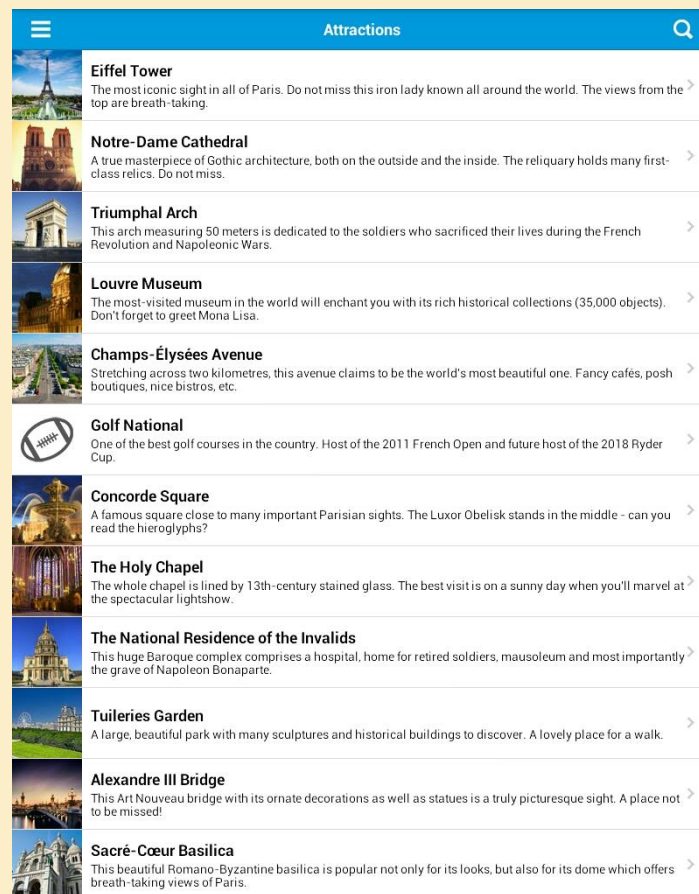 Attractions
Eiffel Tower
The most iconic sight in all of Paris. Do not miss this iron lady known all around the world. The views from the
top are breath-taking.
Notre-Dame Cathedral
A true masterpiece of Gothic architecture, both on the outside and the inside. The reliquary holds many first-
class relics. Do not miss.
Triumphal Arch
This arch measuring 50 meters is dedicated to the soldiers who sacrificed their lives during the French
Revolution and Napoleonic Wars.
Louvre Museum
The most-visited museum in the world will enchant you with its rich historical collections (35,000 objects).
Don't forget to greet Mona Lisa.
Champs-Élysées Avenue
Stretching across two kilometres, this avenue claims to be the world's most beautiful one. Fancy cafés, posh
boutiques, nice bistros, etc.
Golf National
One of the best golf courses in the country. Host of the 2011 French Open and future host of the 2018 Ryder
Cup.
Concorde Square
A famous square close to many important Parisian sights. The Luxor Obelisk stands in the middle - can you
read the hieroglyphs?
The Holy Chapel
The whole chapel is lined by 13th-century stained glass. The best visit is on a sunny day when you'll marvel at
the spectacular lightshow.
The National Residence of the Invalids
This huge Baroque complex comprises a hospital, home for retired soldiers, mausoleum and most importantly
the grave of Napoleon Bonaparte.
Tuileries Garden
A large, beautiful park with many sculptures and historical buildings to discover. A lovely place for a walk.
Alexandre III Bridge
This Art Nouveau bridge with its ornate decorations as well as statues is a truly picturesque sight. A place not
to be missed!
Sacré-Cœur Basilica
This beautiful Romano-Byzantine basilica is popular not only for its looks, but also for its dome which offers
breath-taking views of Paris.